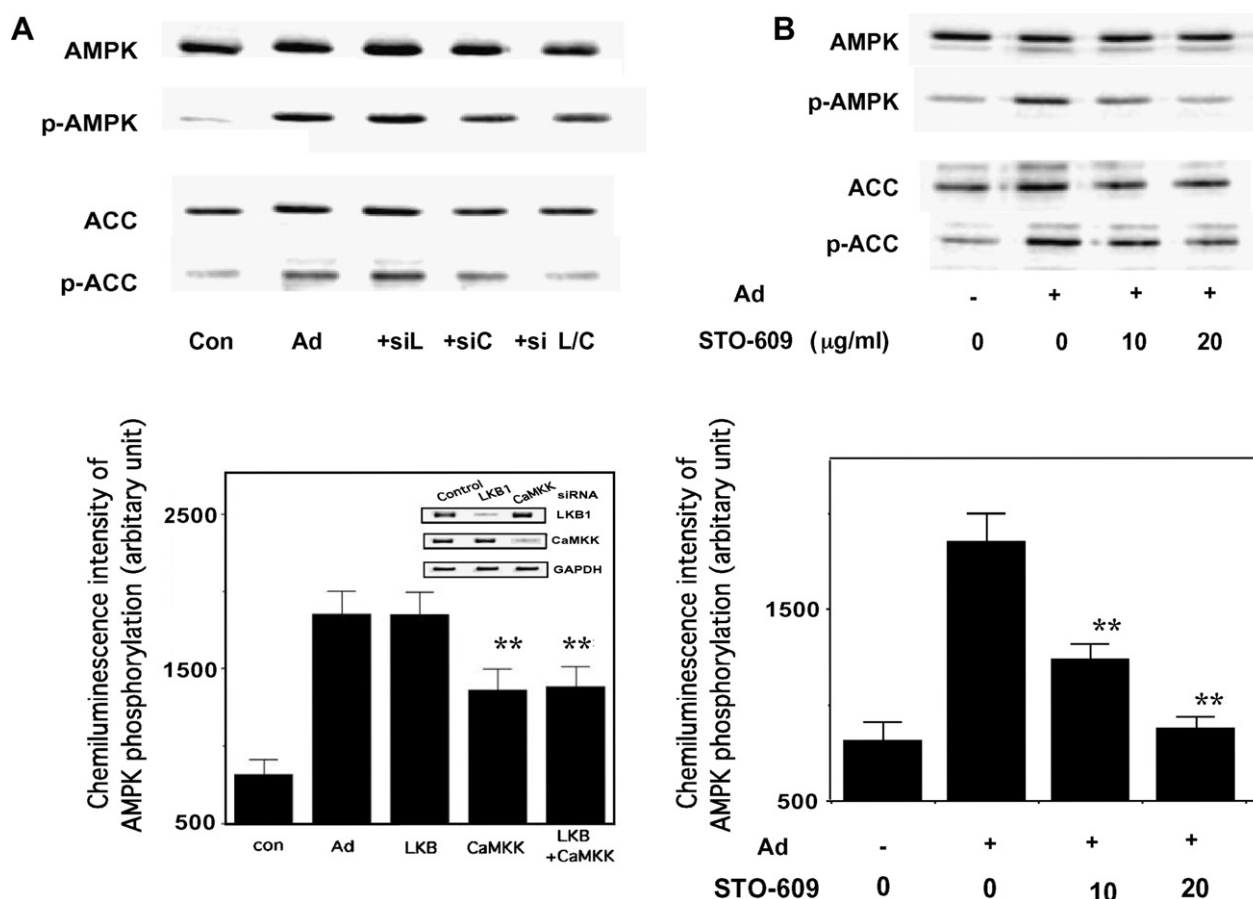 A
AMPK
p-AMPK
ACC
p-ACC
Con Ad +siL +siC +si L/C
B
AMPK
p-AMPK
ACC
p-ACC
Ad - + + +
STO-609 (μg/ml) 0 0 10 20
Chemiluminescence intensity of
AMPK phosphorylation (arbitary unit)
2500
1500
500
Control LKB1 CaMKK siRNA
LKB1
CaMKK
GAPDH
** **
con Ad LKB CaMKK LKB
+CaMKK
Chemiluminescence intensity of
AMPK phosphorylation (arbitary unit)
1500
500
**
**
Ad - + + +
STO-609 0 0 10 20